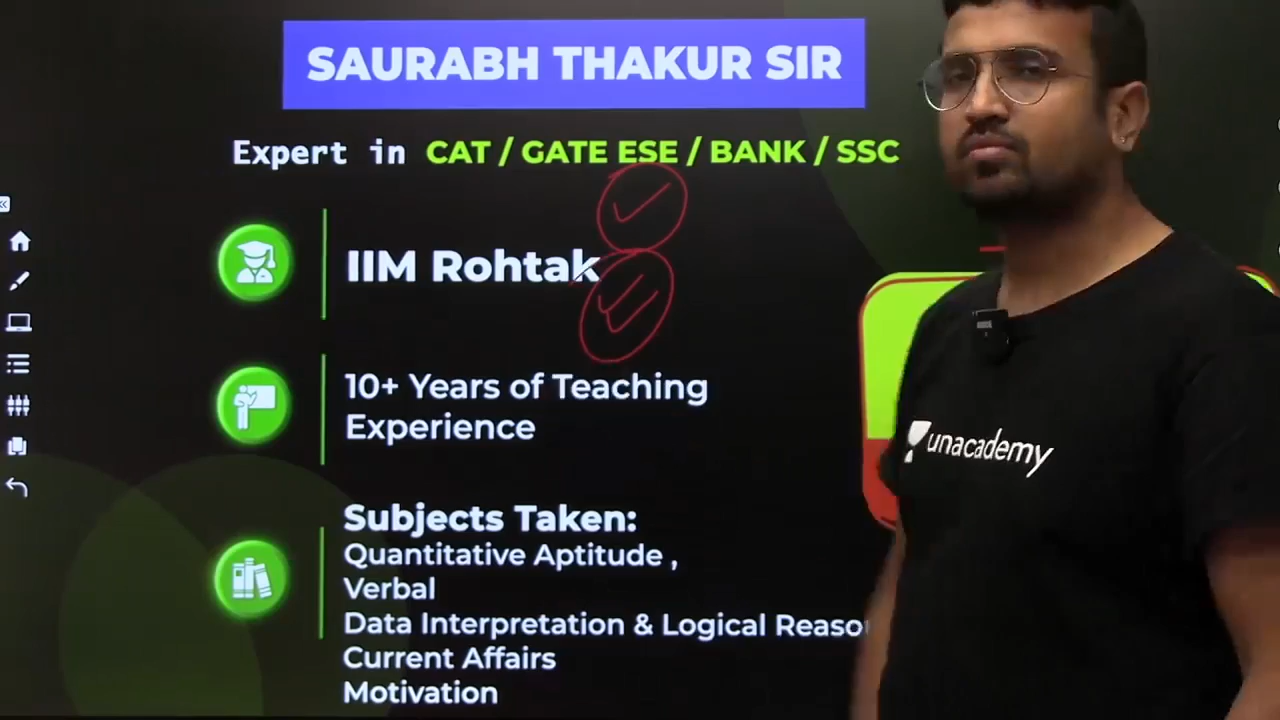 SAURABH THAKUR SIR
Expert in CAT / GATE ESE / BANK / SSC
IIM Rohtak
10+ Years of Teaching
Experience
Subjects Taken:
Quantitative Aptitude ,
Verbal
Data Interpretation & Logical
Current Affairs
Motivation
unacademy